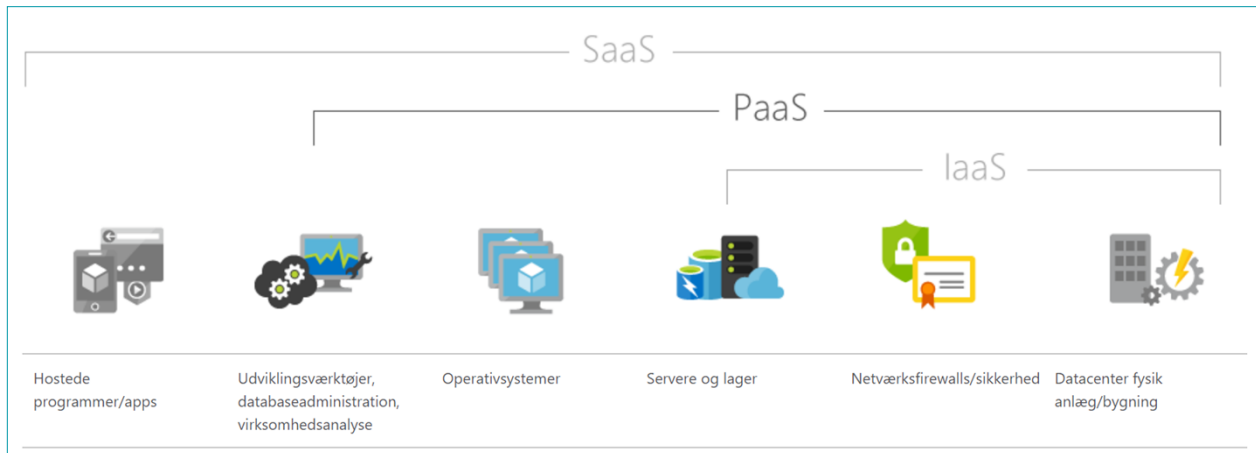 SaaS
PaaS
IaaS
Hostede
programmer/apps
Udviklingsværktøjer,
databaseadministration,
virksomhedsanalyse
Operativsystemer
Servere og lager
Netværksfirewalls/sikkerhed
Datacenter fysik
anlæg/bygning